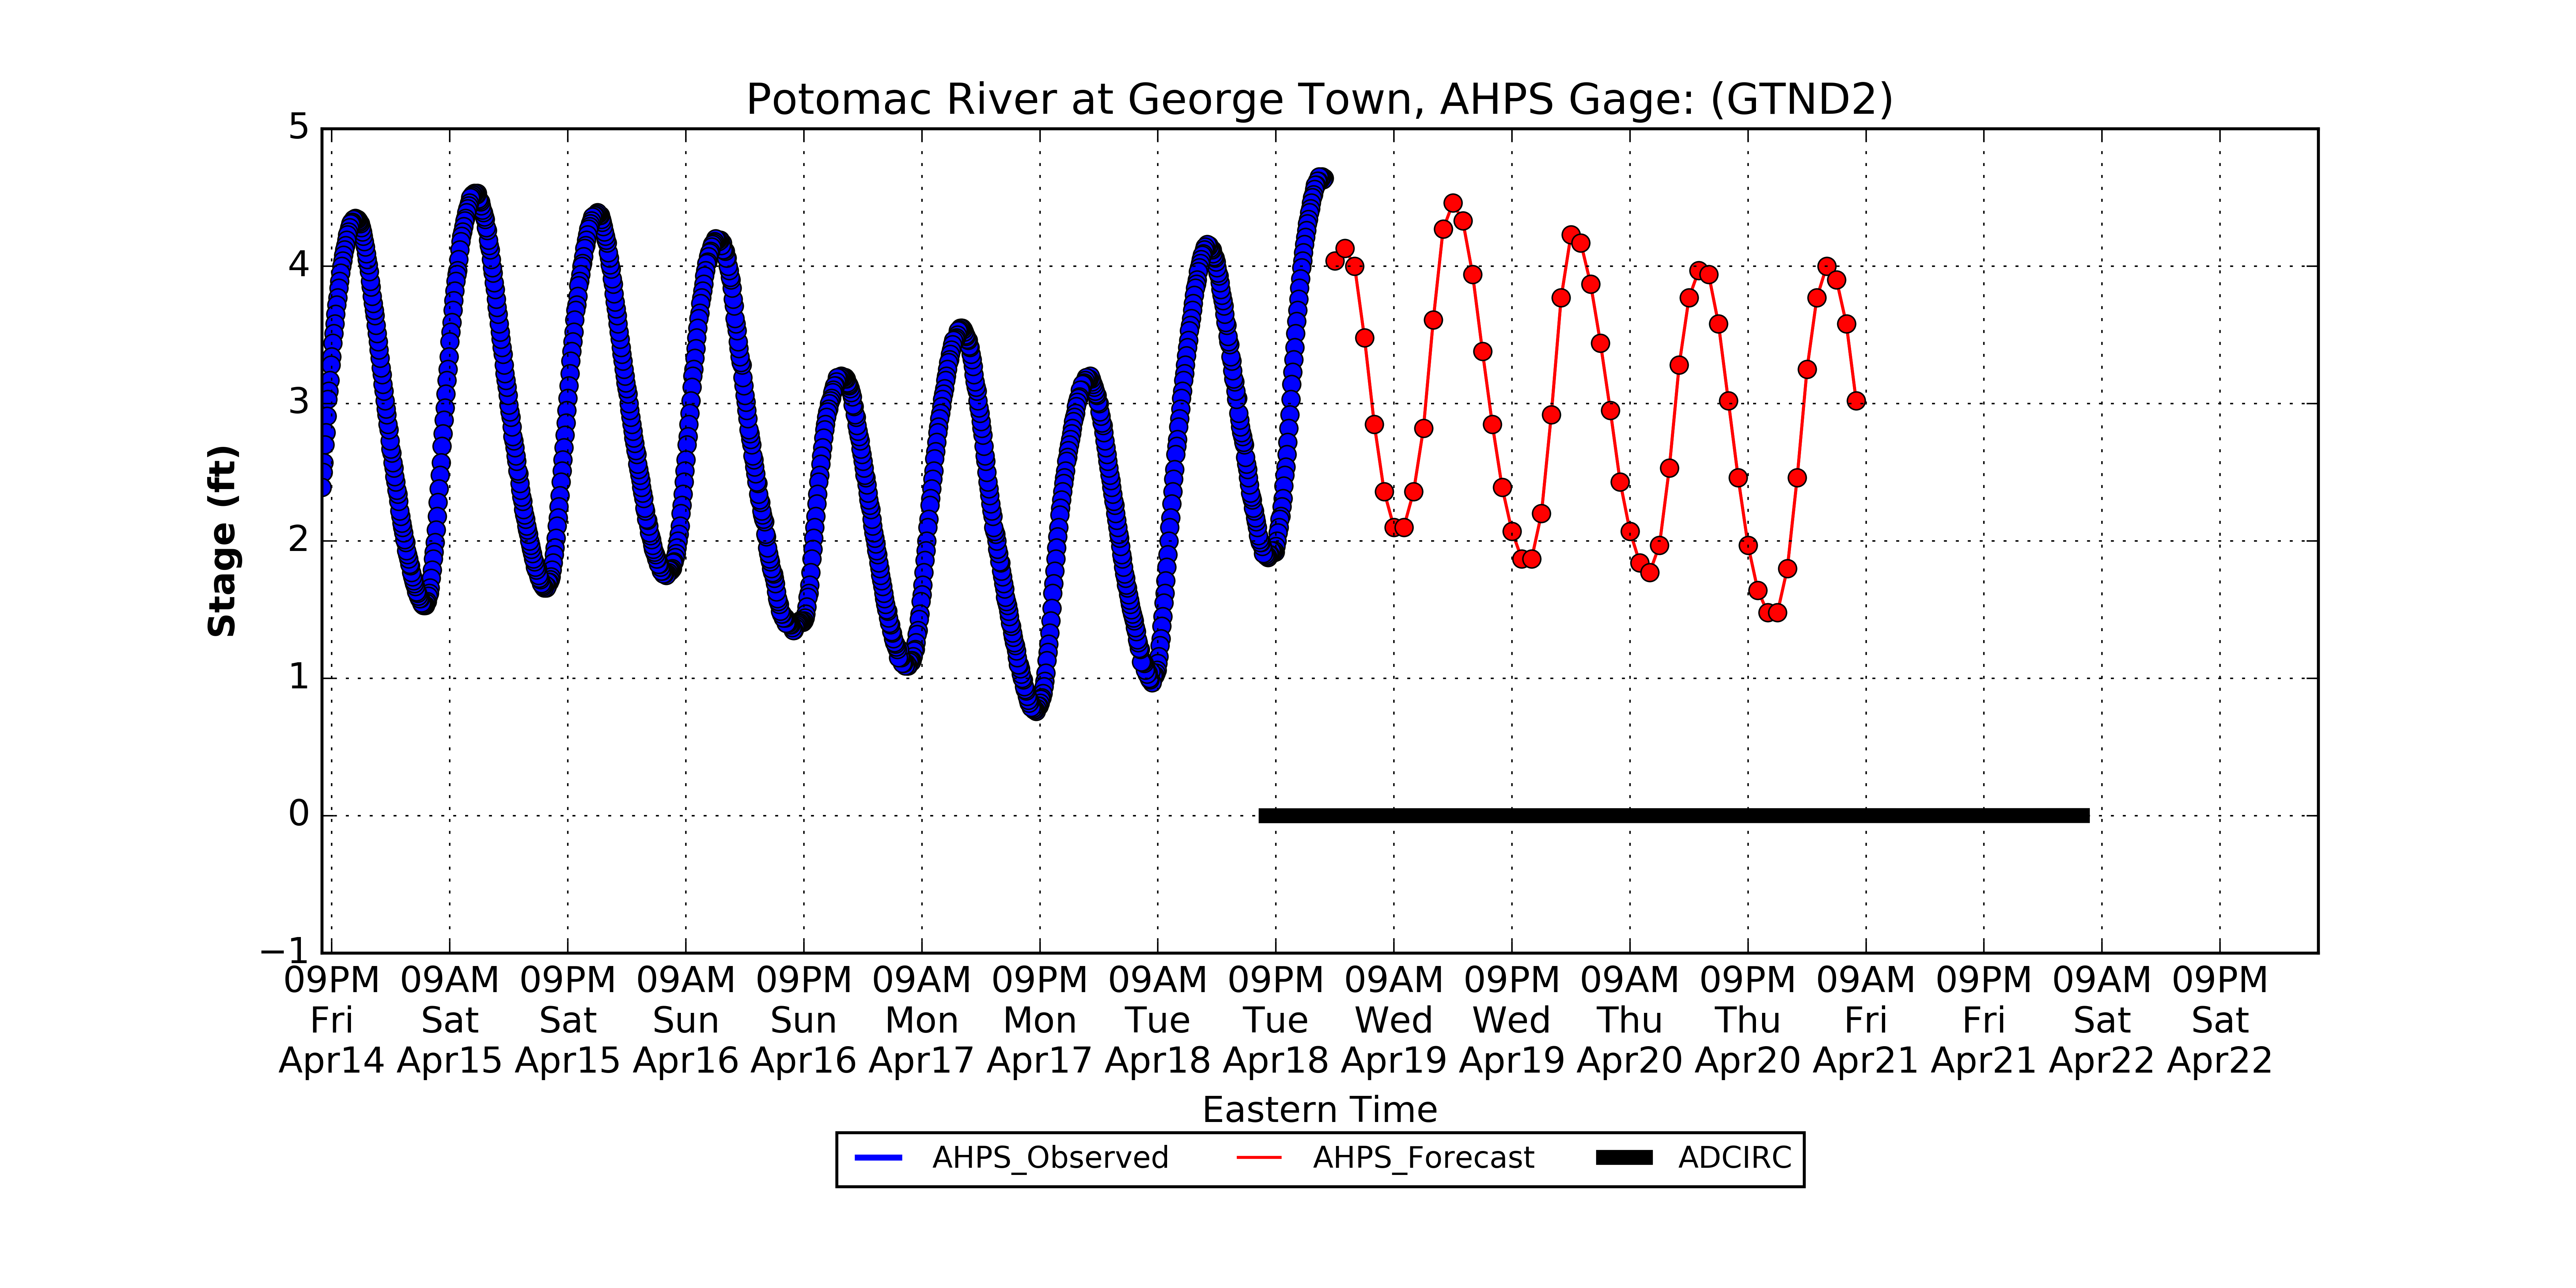 Potomac River at George Town, AHPS Gage: (GTND2)
5
4
3
2
1
0
−1
Stage (ft)
09PM 09AM 09PM 09AM 09PM 09AM 09PM 09AM 09PM 09AM 09PM 09AM 09PM 09AM 09PM 09AM 09PM
Fri Sat Sat Sun Sun Mon Mon Tue Tue Wed Wed Thu Thu Fri Fri Sat Sat
Apr14 Apr15 Apr15 Apr16 Apr16 Apr17 Apr17 Apr18 Apr18 Apr19 Apr19 Apr20 Apr20 Apr21 Apr21 Apr22 Apr22
Eastern Time
AHPS_Observed AHPS_Forecast ADCIRC